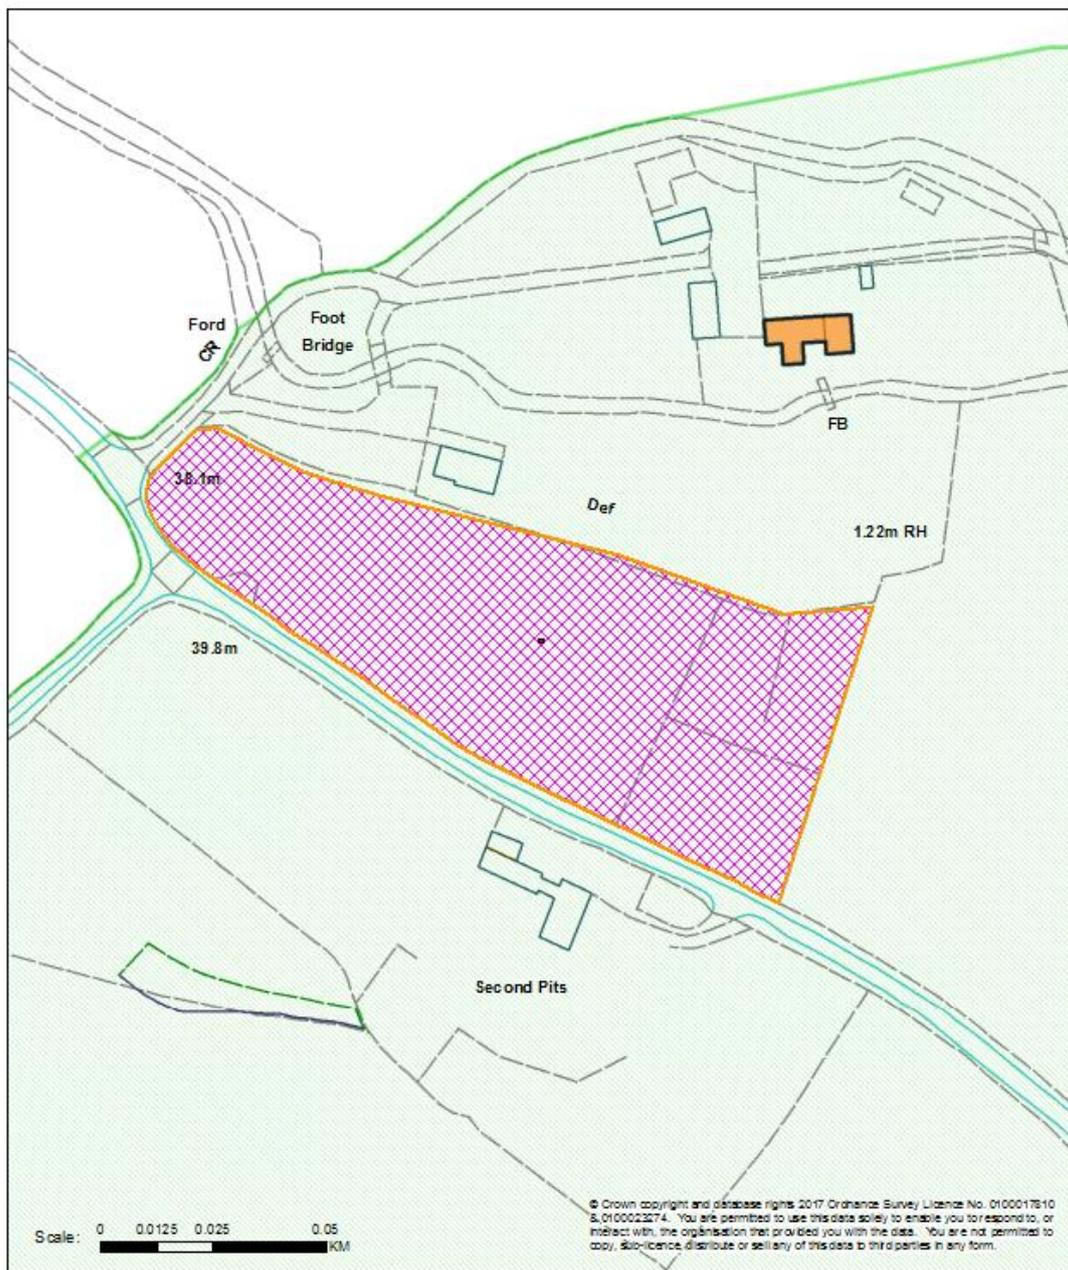 Ford
CR
Foot
Bridge
FB
38.1m
Def
1.22m RH
39.8m
Second Pits
© Crown copyright and database rights 2017 Ordnance Survey Licence No. 0100017810
& 0100023274. You are permitted to use this data solely to enable you to respond to, or
interact with, the organisation that provided you with the data. You are not permitted to
copy, sub-licence, distribute or sell any of this data to third parties in any form.
Scale: 0 0.0125 0.025 0.05
KM